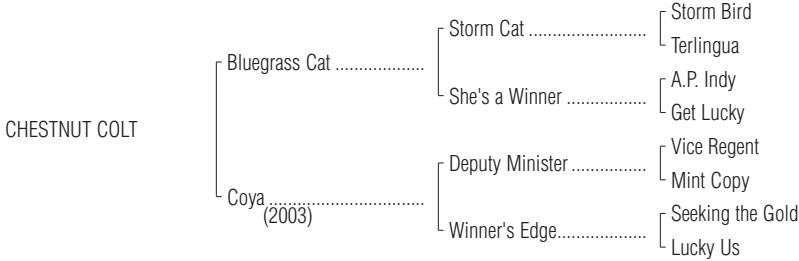 Storm Bird
Storm Cat ..........................
Terlingua
Bluegrass Cat ....................
A.P. Indy
She's a Winner ..................
Get Lucky
CHESTNUT COLT
Vice Regent
Deputy Minister .................
Mint Copy
Coya ...................................
(2003)
Seeking the Gold
Winner's Edge....................
Lucky Us